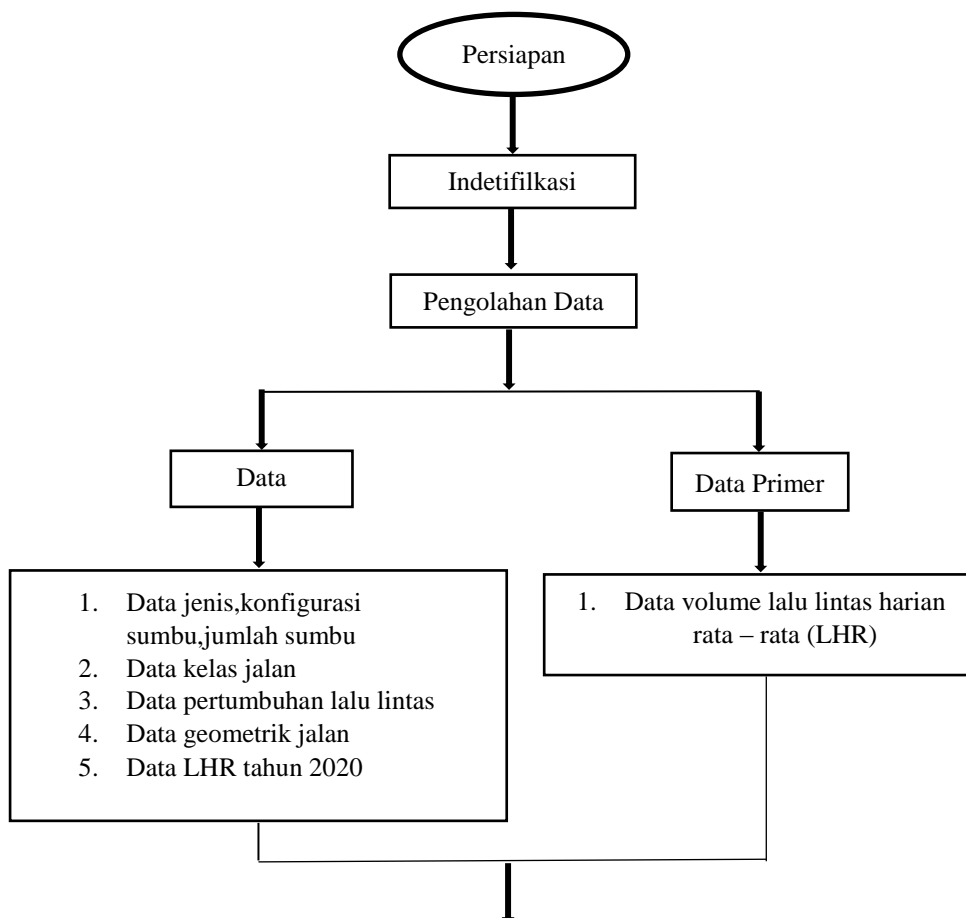 Persiapan
Indetifilkasi
Pengolahan Data
Data
Data Primer
1. Data jenis,konfigurasi
sumbu,jumlah sumbu
2. Data kelas jalan
3. Data pertumbuhan lalu lintas
4. Data geometrik jalan
5. Data LHR tahun 2020
1. Data volume lalu lintas harian
rata – rata (LHR)